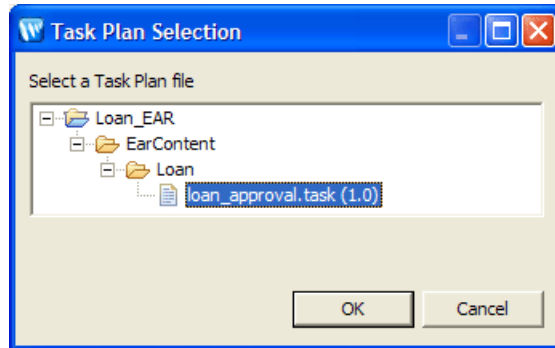 Task Plan Selection
Select a Task Plan file
Loan_EAR
EarContent
Loan
loan_approval.task (1.0)
OK
Cancel